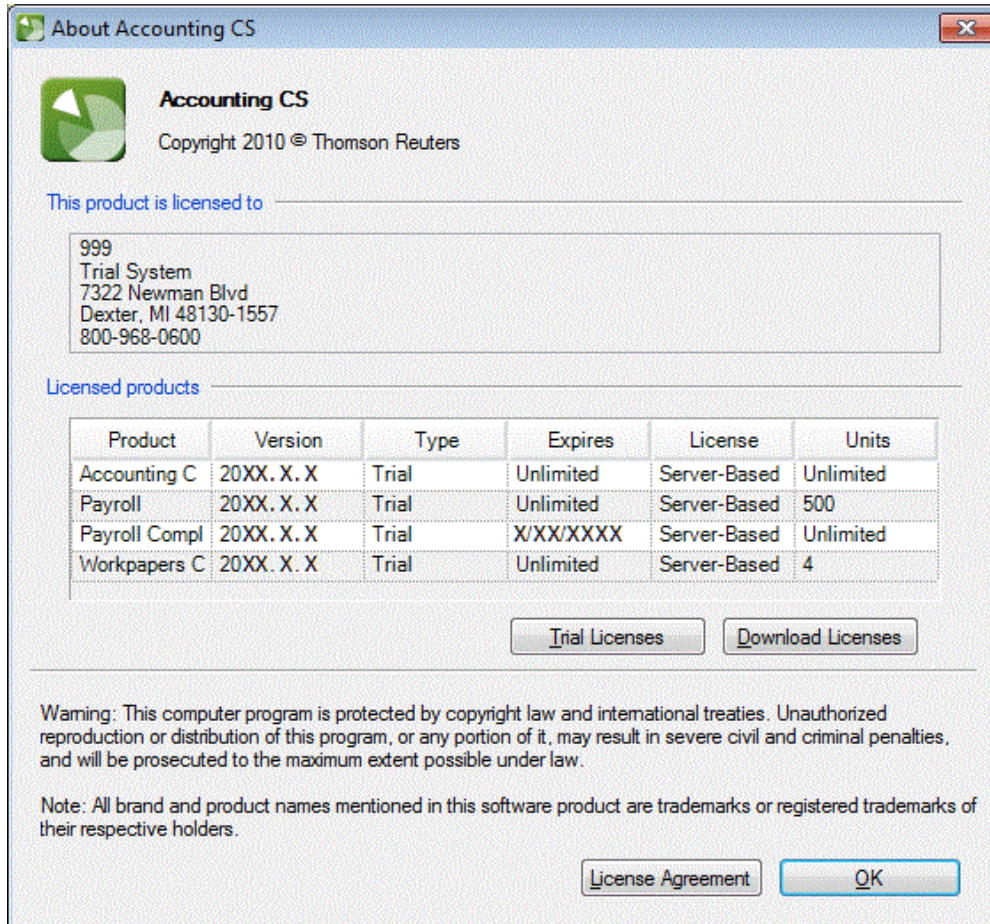 About Accounting CS
Accounting CS
Copyright 2010 © Thomson Reuters
This product is licensed to
999
Trial System
7322 Newman Blvd
Dexter, MI 48130-1557
800-968-0600
Licensed products
Product Version Type Expires License Units
Accounting C 20XX.X.X Trial Unlimited Server-Based Unlimited
Payroll 20XX.X.X Trial Unlimited Server-Based 500
Payroll Compl 20XX.X.X Trial X/XX/XXXX Server-Based Unlimited
Workpapers C 20XX.X.X Trial Unlimited Server-Based 4
Trial Licenses Download Licenses
Warning: This computer program is protected by copyright law and international treaties. Unauthorized
reproduction or distribution of this program, or any portion of it, may result in severe civil and criminal penalties,
and will be prosecuted to the maximum extent possible under law.
Note: All brand and product names mentioned in this software product are trademarks or registered trademarks of
their respective holders.
License Agreement OK